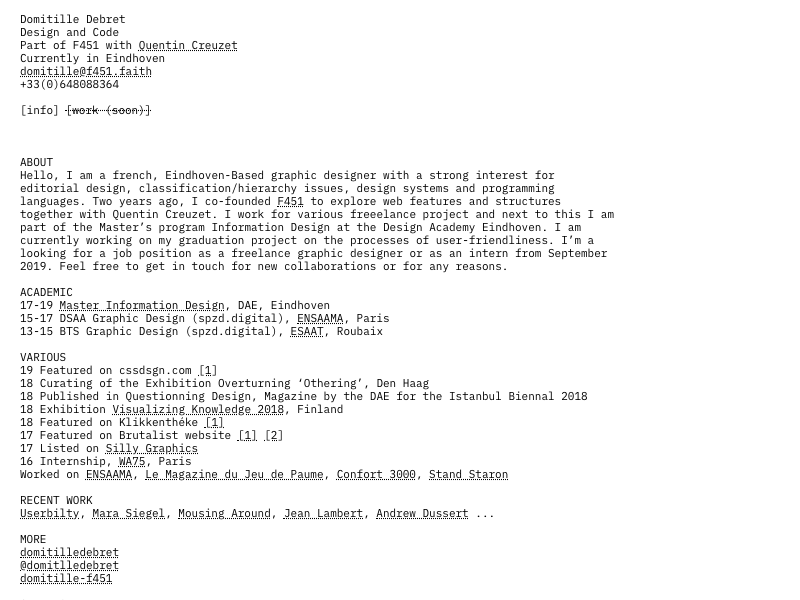 Domitille Debret
Design and Code
Part of F451 with Quentin Creuzet
Currently in Eindhoven
domitille@f451.faith
+33(0)648088364
[info] [work (soon)]
ABOUT
Hello, I am a french, Eindhoven-Based graphic designer with a strong interest for
editorial design, classification/hierarchy issues, design systems and programming
languages. Two years ago, I co-founded F451 to explore web features and structures
together with Quentin Creuzet. I work for various freeelance project and next to this I am
part of the Master’s program Information Design at the Design Academy Eindhoven. I am
currently working on my graduation project on the processes of user-friendliness. I’m a
looking for a job position as a freelance graphic designer or as an intern from September
2019. Feel free to get in touch for new collaborations or for any reasons.
ACADEMIC
17-19 Master Information Design, DAE, Eindhoven
15-17 DSAA Graphic Design (spzd.digital), ENSAAMA, Paris
13-15 BTS Graphic Design (spzd.digital), ESAAT, Roubaix
VARIOUS
19 Featured on cssdsgn.com [1]
18 Curating of the Exhibition Overturning ‘Othering’, Den Haag
18 Published in Questionning Design, Magazine by the DAE for the Istanbul Biennal 2018
18 Exhibition Visualizing Knowledge 2018, Finland
18 Featured on Klikkenthéke [1]
17 Featured on Brutalist website [1] [2]
17 Listed on Silly Graphics
16 Internship, WA75, Paris
Worked on ENSAAMA, Le Magazine du Jeu de Paume, Confort 3000, Stand Staron
RECENT WORK
Userbilty, Mara Siegel, Mousing Around, Jean Lambert, Andrew Dussert ...
MORE
domitilledebret
@domitlledebret
domitille-f451